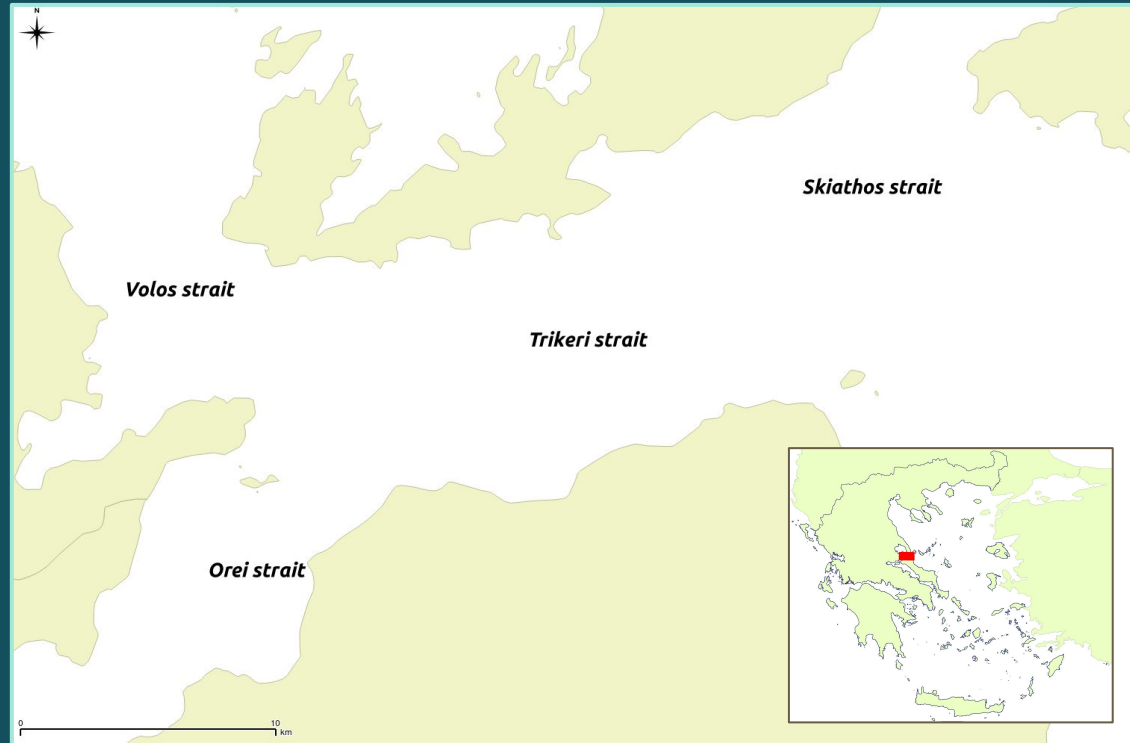 N
Skiathos strait
Volos strait
Trikeri strait
Orei strait
0 10
km